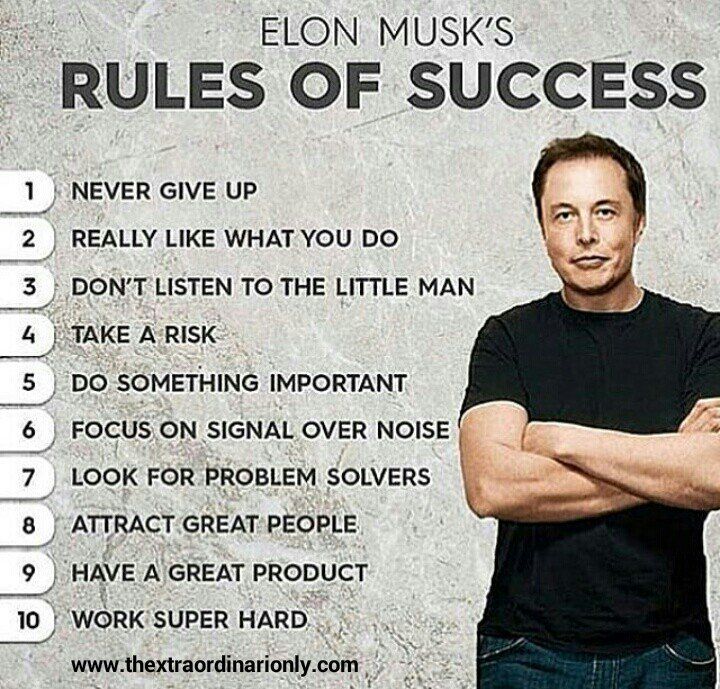 ELON MUSK'S
RULES OF SUCCESS
1 NEVER GIVE UP
2 REALLY LIKE WHAT YOU DO
3 DON'T LISTEN TO THE LITTLE MAN
4 TAKE A RISK
5 DO SOMETHING IMPORTANT
6 FOCUS ON SIGNAL OVER NOISE
7 LOOK FOR PROBLEM SOLVERS
8 ATTRACT GREAT PEOPLE
9 HAVE A GREAT PRODUCT
10 WORK SUPER HARD
www.thextraordinarionly.com